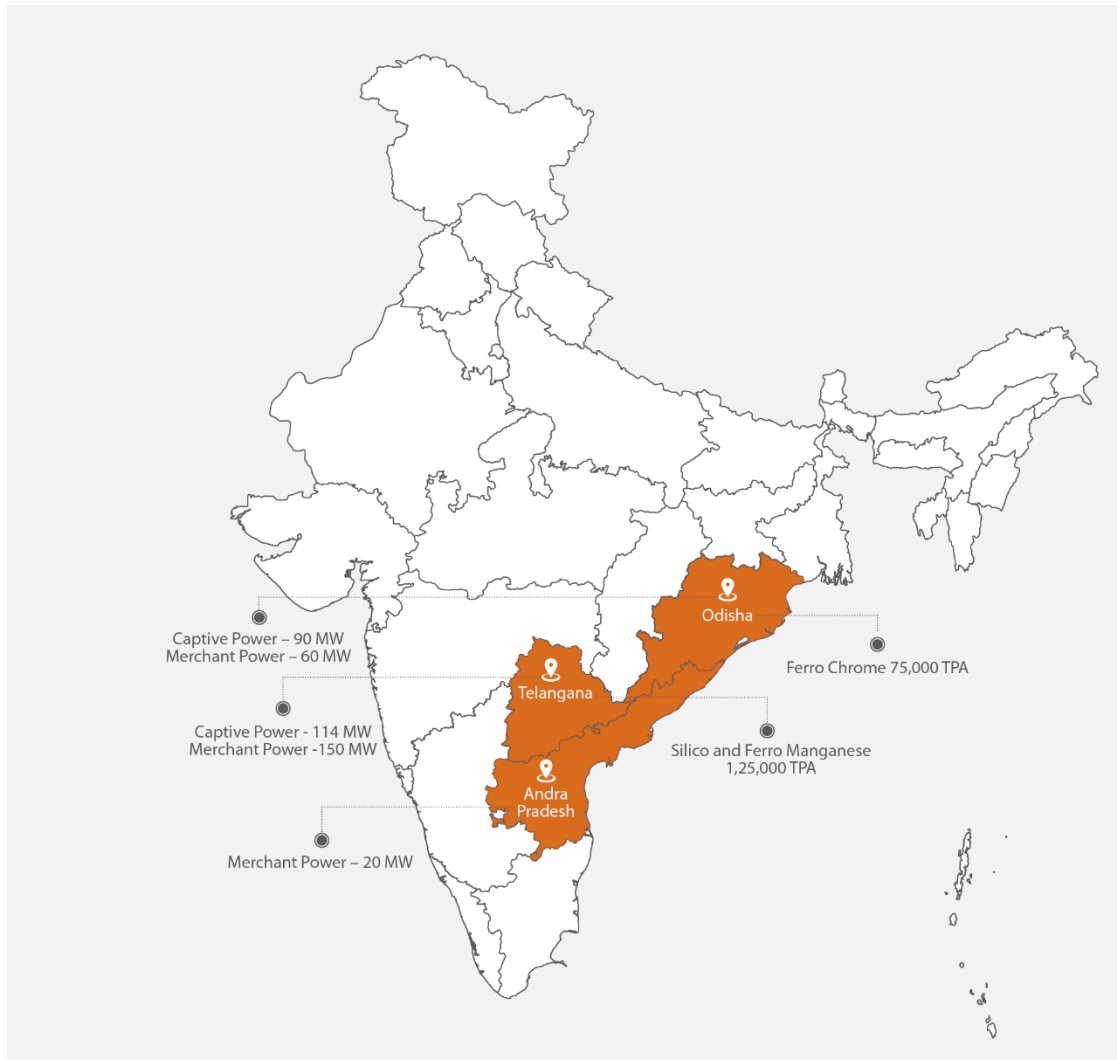 Odisha
Captive Power – 90 MW
Merchant Power – 60 MW
Ferro Chrome 75,000 TPA
Telangana
Captive Power - 114 MW
Merchant Power -150 MW
Silico and Ferro Manganese
1,25,000 TPA
Andra
Pradesh
Merchant Power – 20 MW